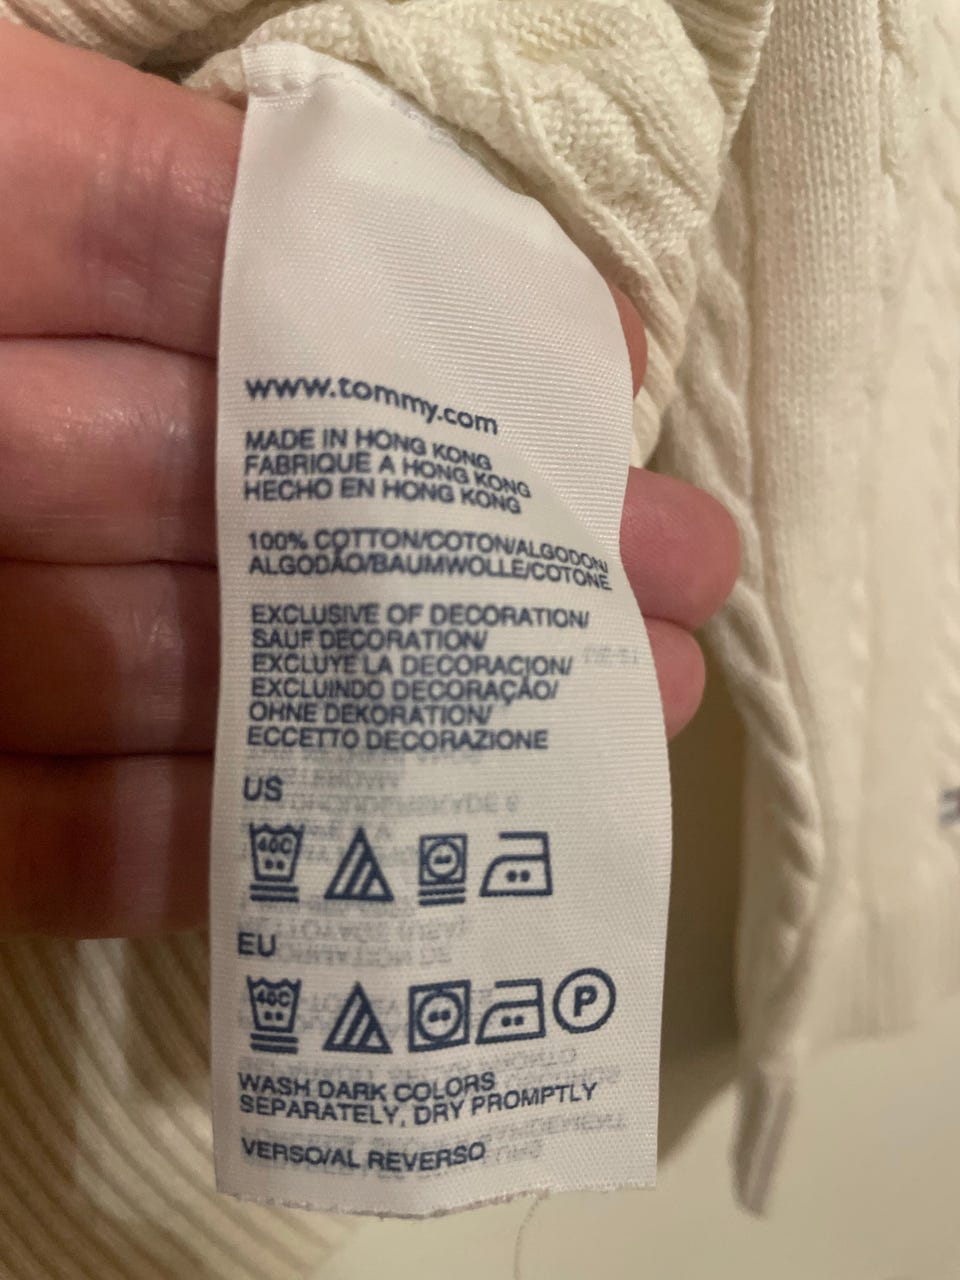 www.tommy.com
MADE IN HONG KONG
FABRIQUE A HONG KONG
HECHO EN HONG KONG
100% COTTON/COTON/ALGODON/
ALGODÃO/BAUMWOLLE/COTONE
EXCLUSIVE OF DECORATION/
SAUF DECORATION/
EXCLUYE LA DECORACION/
EXCLUINDO DECORAÇÃO/
OHNE DEKORATION/
ECCETTO DECORAZIONE
US
40C
EU
40C P
WASH DARK COLORS
SEPARATELY, DRY PROMPTLY
VERSO/AL REVERSO